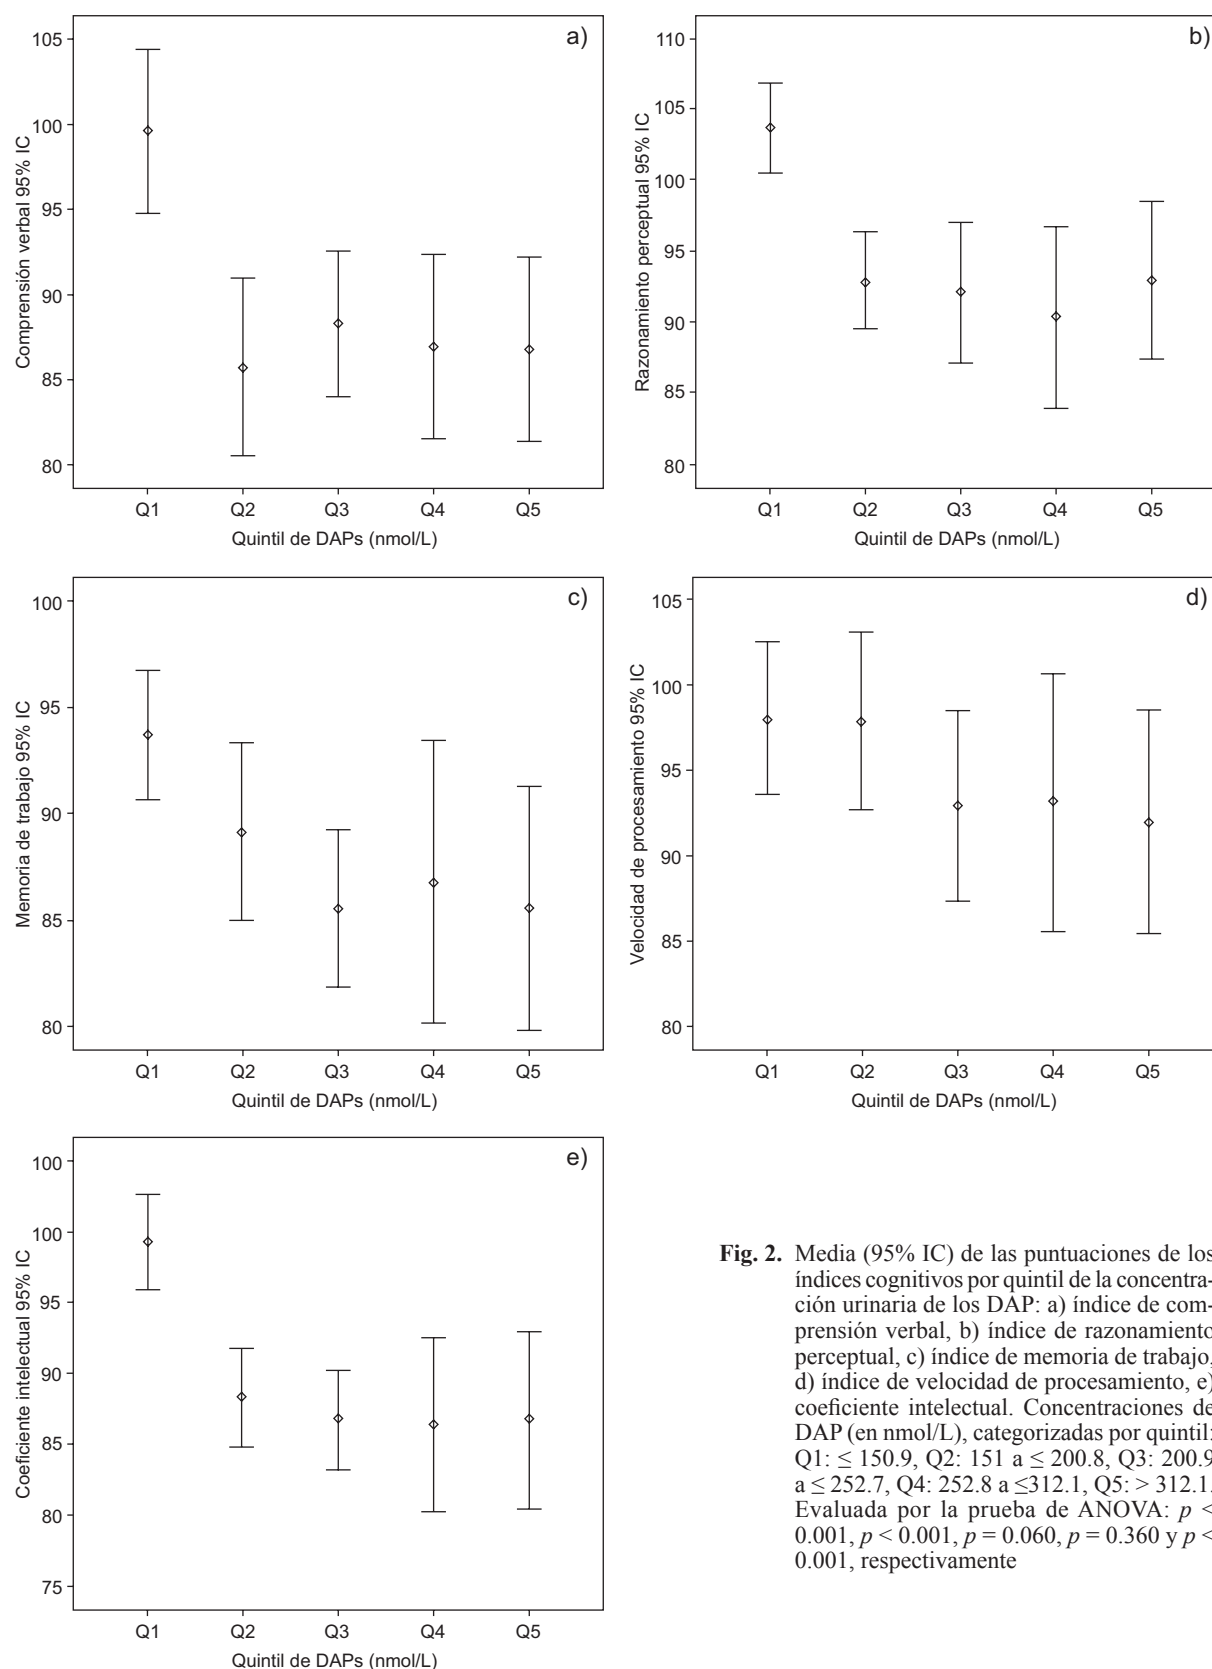 a)
Comprensión verbal 95% IC
105
100
95
90
85
80
Q1 Q2 Q3 Q4 Q5
Quintil de DAPs (nmol/L)
b)
Razonamiento perceptual 95% IC
110
105
100
95
90
85
80
Q1 Q2 Q3 Q4 Q5
Quintil de DAPs (nmol/L)
c)
Memoria de trabajo 95% IC
100
95
90
85
80
Q1 Q2 Q3 Q4 Q5
Quintil de DAPs (nmol/L)
d)
Velocidad de procesamiento 95% IC
105
100
95
90
85
80
Q1 Q2 Q3 Q4 Q5
Quintil de DAPs (nmol/L)
e)
Coeficiente intelectual 95% IC
100
100
95
90
85
80
75
Q1 Q2 Q3 Q4 Q5
Quintil de DAPs (nmol/L)
Fig. 2. Media (95% IC) de las puntuaciones de los
índices cognitivos por quintil de la concentra-
ción urinaria de los DAP: a) índice de com-
prensión verbal, b) índice de razonamiento
perceptual, c) índice de memoria de trabajo,
d) índice de velocidad de procesamiento, e)
coeficiente intelectual. Concentraciones de
DAP (en nmol/L), categorizadas por quintil:
Q1: ≤ 150.9, Q2: 151 a ≤ 200.8, Q3: 200.9
a ≤ 252.7, Q4: 252.8 a ≤312.1, Q5: > 312.1.
Evaluada por la prueba de ANOVA: p <
0.001, p < 0.001, p = 0.060, p = 0.360 y p <
0.001, respectivamente